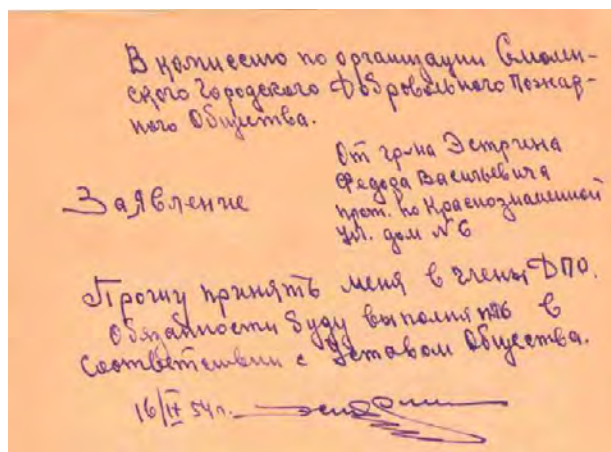 В комиссию по организации Смолен-
ского Городского Добровольного Пожар-
ного Общества.
От гр-на Эстрина
Федора Васильевича
прож. по Краснознаменной
ул. дом № 6
Заявление
Прошу принять меня в члены ДПО.
Обязанности буду выполнять в
соответствии с Уставом Общества.
16/IX 54 г.